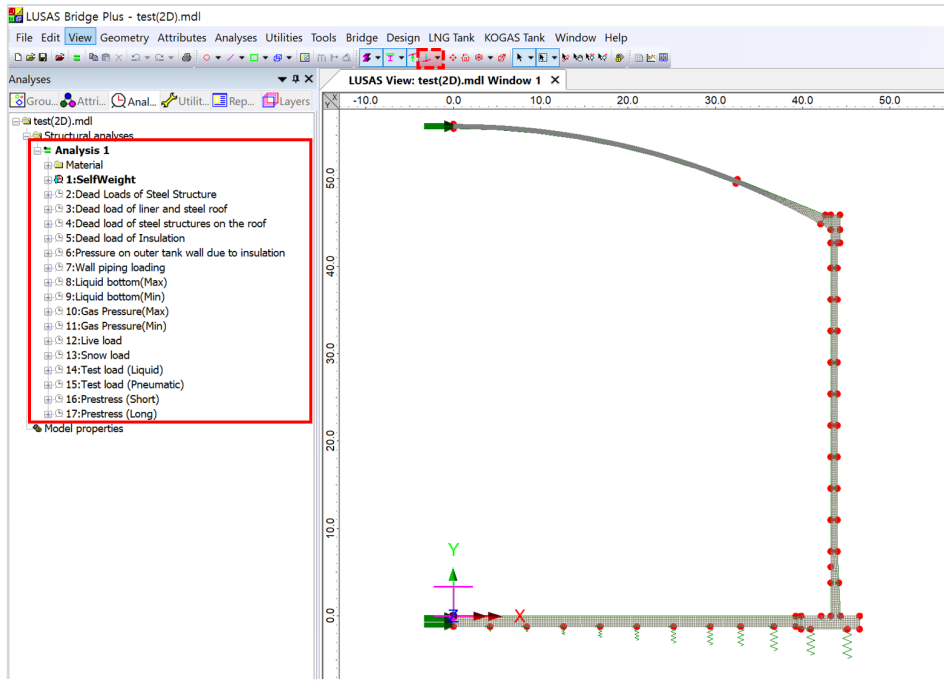 LUSAS Bridge Plus - test(2D).mdl
File Edit View Geometry Attributes Analyses Utilities Tools Bridge Design LNG Tank KOGAS Tank Window Help
Analyses
LUSAS View: test(2D).mdl Window 1
Grou... Attri... Anal... Utilit... Rep... Layers
test(2D).mdl
Structural analyses
Analysis 1
Material
1:SelfWeight
2:Dead Loads of Steel Structure
3:Dead load of liner and steel roof
4:Dead load of steel structures on the roof
5:Dead load of Insulation
6:Pressure on outer tank wall due to insulation
7:Wall piping loading
8:Liquid bottom(Max)
9:Liquid bottom(Min)
10:Gas Pressure(Max)
11:Gas Pressure(Min)
12:Live load
13:Snow load
14:Test load (Liquid)
15:Test load (Pneumatic)
16:Prestress (Short)
17:Prestress (Long)
Model properties
X
Y
-10.0 0.0 10.0 20.0 30.0 40.0 50.0
50.0
40.0
30.0
20.0
10.0
0.0
Y
Z
X